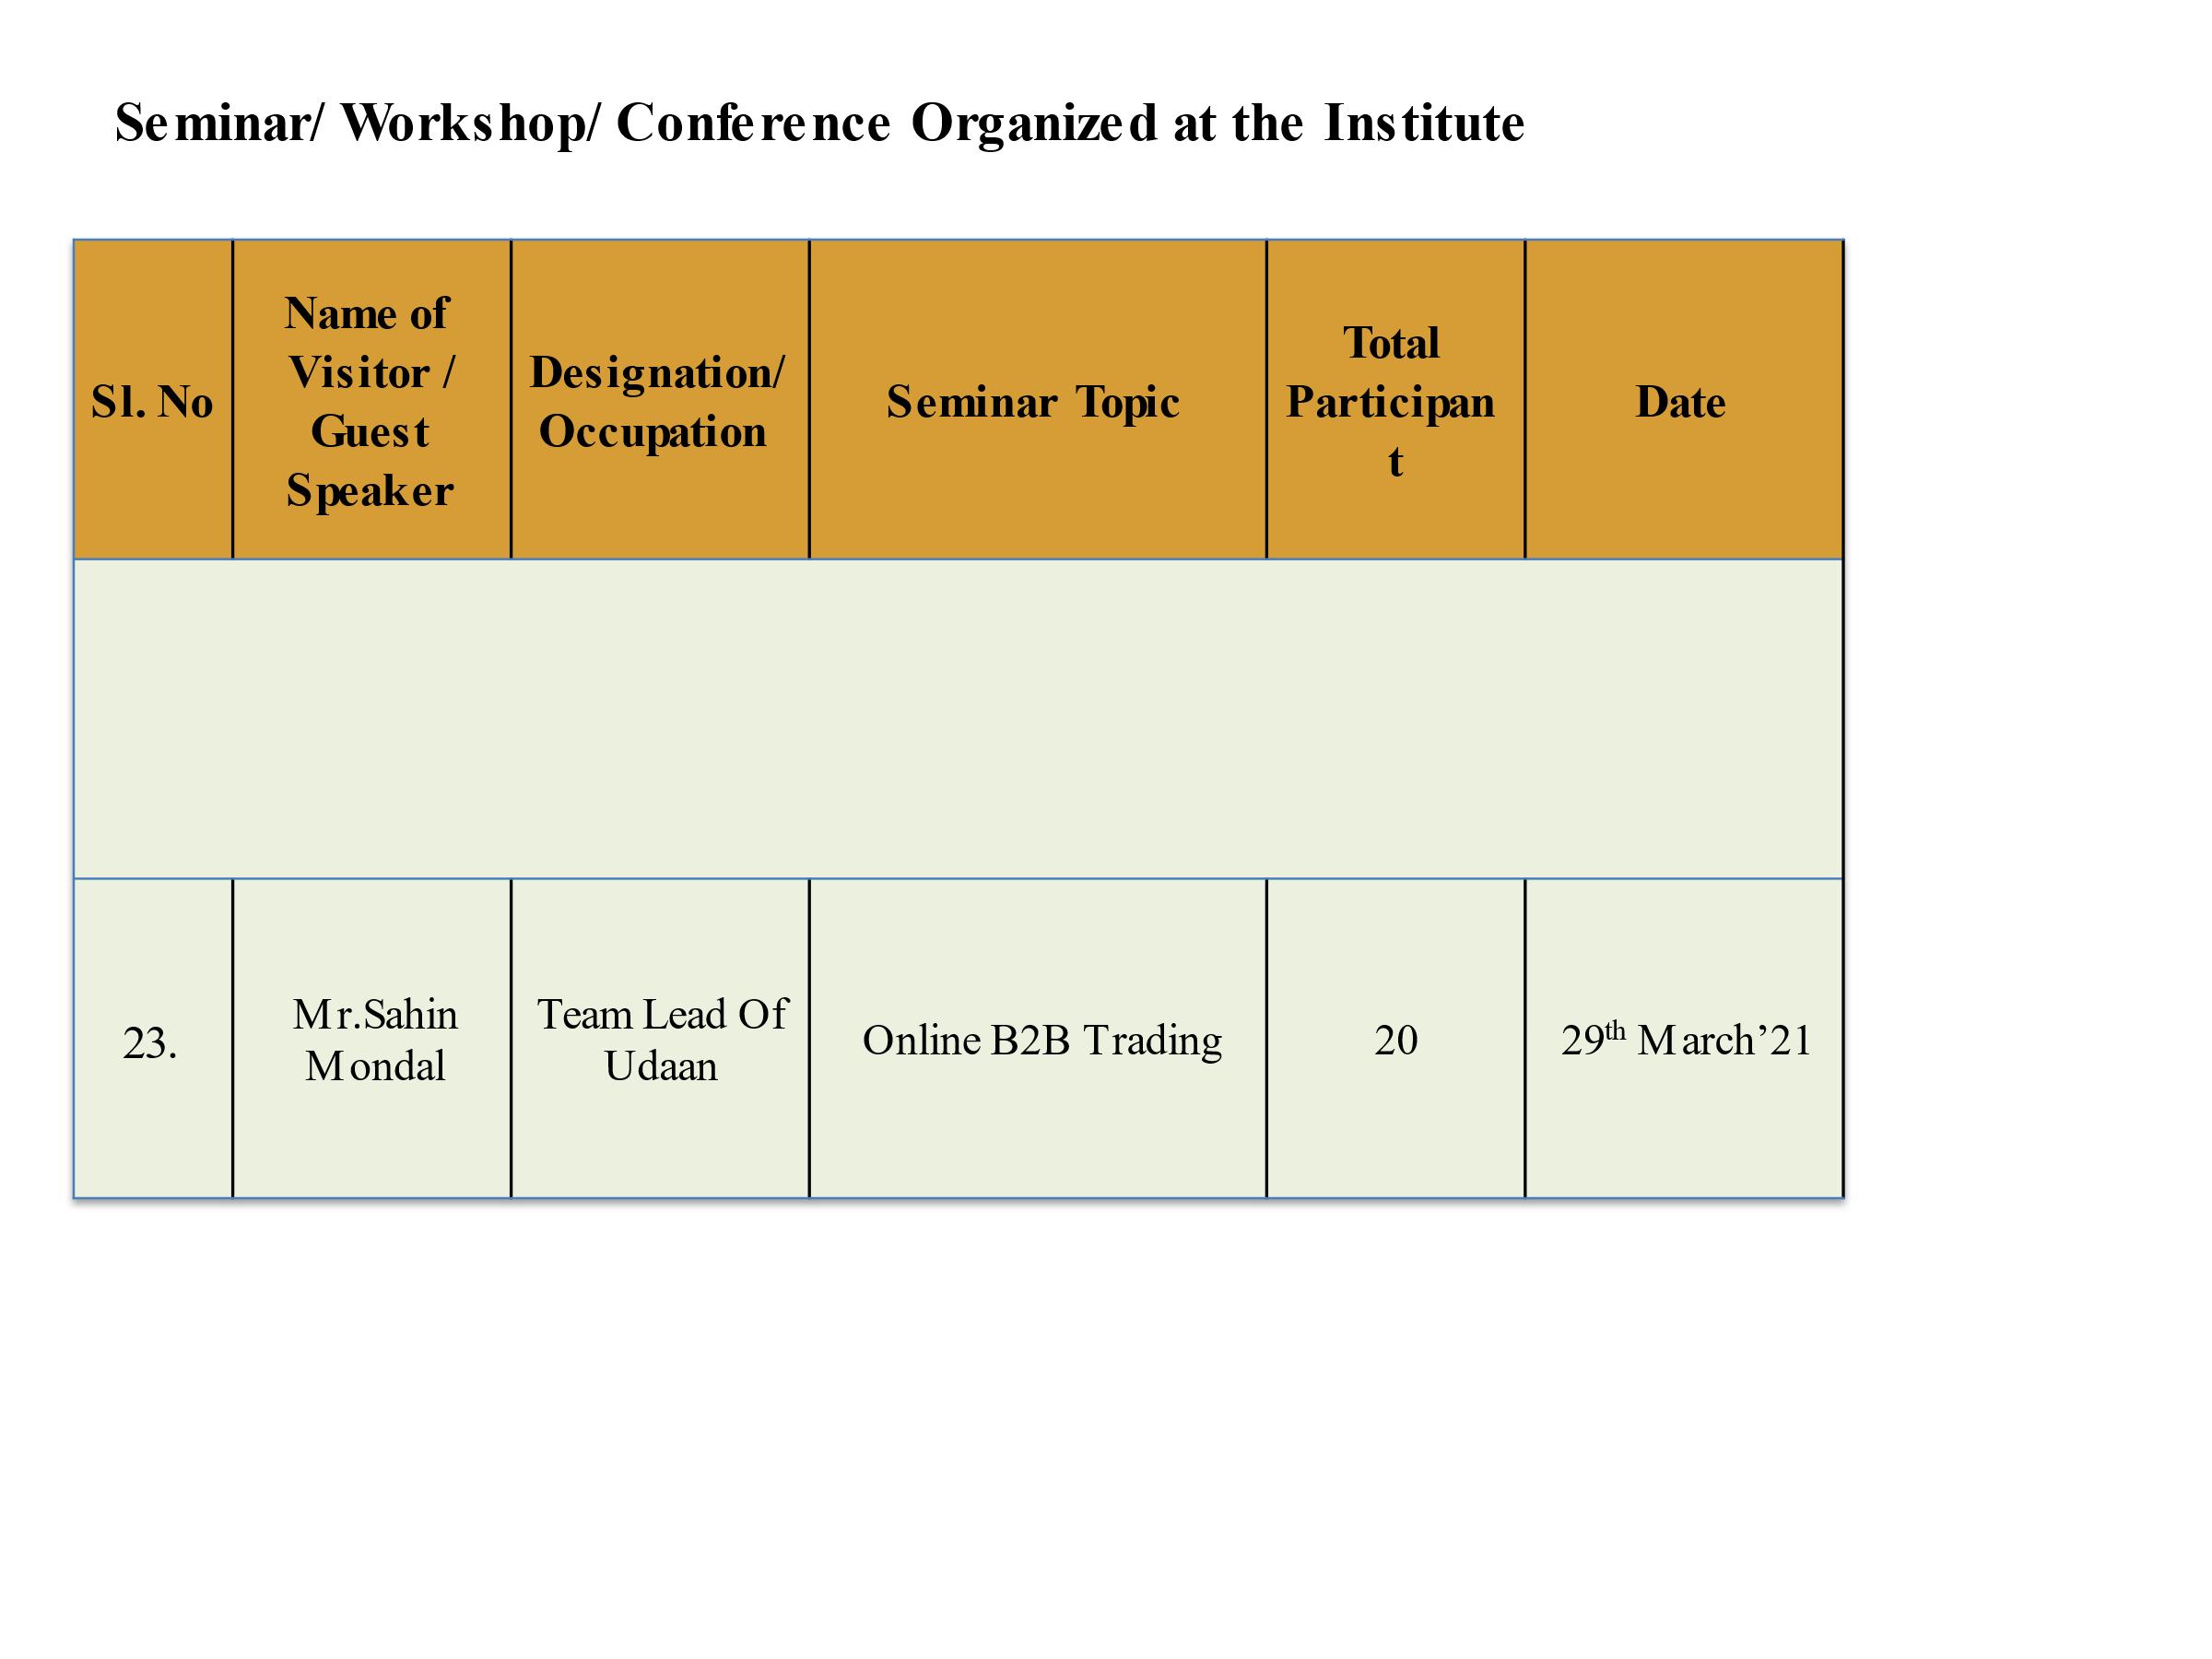 Seminar/ Workshop/ Conference Organized at the Institute
Sl. No
Name of
Visitor /
Guest
Speaker
Designation/
Occupation
Seminar Topic
Total
Participan
t
Date
23.
Mr.Sahin
Mondal
Team Lead Of
Udaan
Online B2B Trading
20
29th March’21